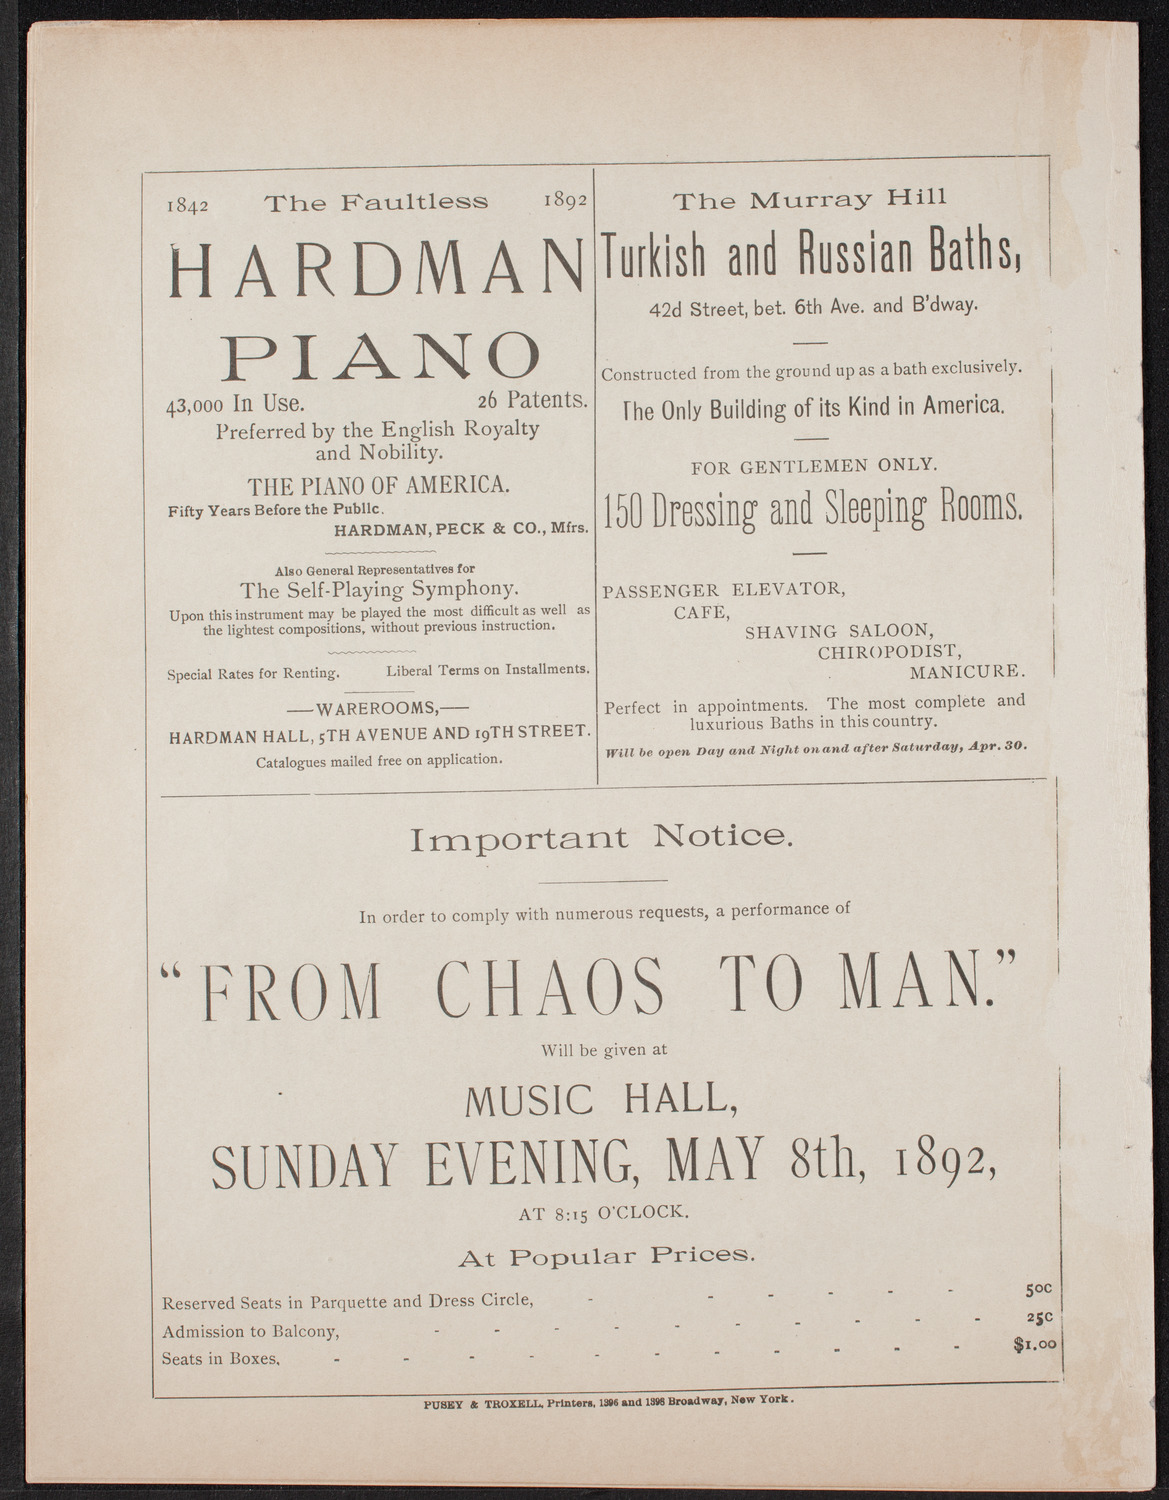 1842 The Faultless 1892
HARDMAN
PIANO
43,000 In Use. 26 Patents.
Preferred by the English Royalty
and Nobility.
THE PIANO OF AMERICA.
Fifty Years Before the Public.
HARDMAN, PECK & CO., Mfrs.
Also General Representatives for
The Self-Playing Symphony.
Upon this instrument may be played the most difficult as well as
the lightest compositions, without previous instruction.
Special Rates for Renting. Liberal Terms on Installments.
—WAREROOMS,—
HARDMAN HALL, 5TH AVENUE AND 19TH STREET.
Catalogues mailed free on application.
The Murray Hill
Turkish and Russian Baths,
42d Street, bet. 6th Ave. and B'dway.
Constructed from the ground up as a bath exclusively.
The Only Building of its Kind in America.
FOR GENTLEMEN ONLY.
150 Dressing and Sleeping Rooms.
PASSENGER ELEVATOR,
CAFE,
SHAVING SALOON,
CHIROPODIST,
MANICURE.
Perfect in appointments. The most complete and
luxurious Baths in this country.
Will be open Day and Night on and after Saturday, Apr. 30.
Important Notice.
In order to comply with numerous requests, a performance of
"FROM CHAOS TO MAN."
Will be given at
MUSIC HALL,
SUNDAY EVENING, MAY 8th, 1892,
AT 8:15 O'CLOCK.
At Popular Prices.
Reserved Seats in Parquette and Dress Circle, - - - - - - 50C
Admission to Balcony, - - - - - - - - - - 25C
Seats in Boxes, - - - - - - - - - - - $1.00
PUSEY & TROXELL, Printers, 1396 and 1398 Broadway, New York.